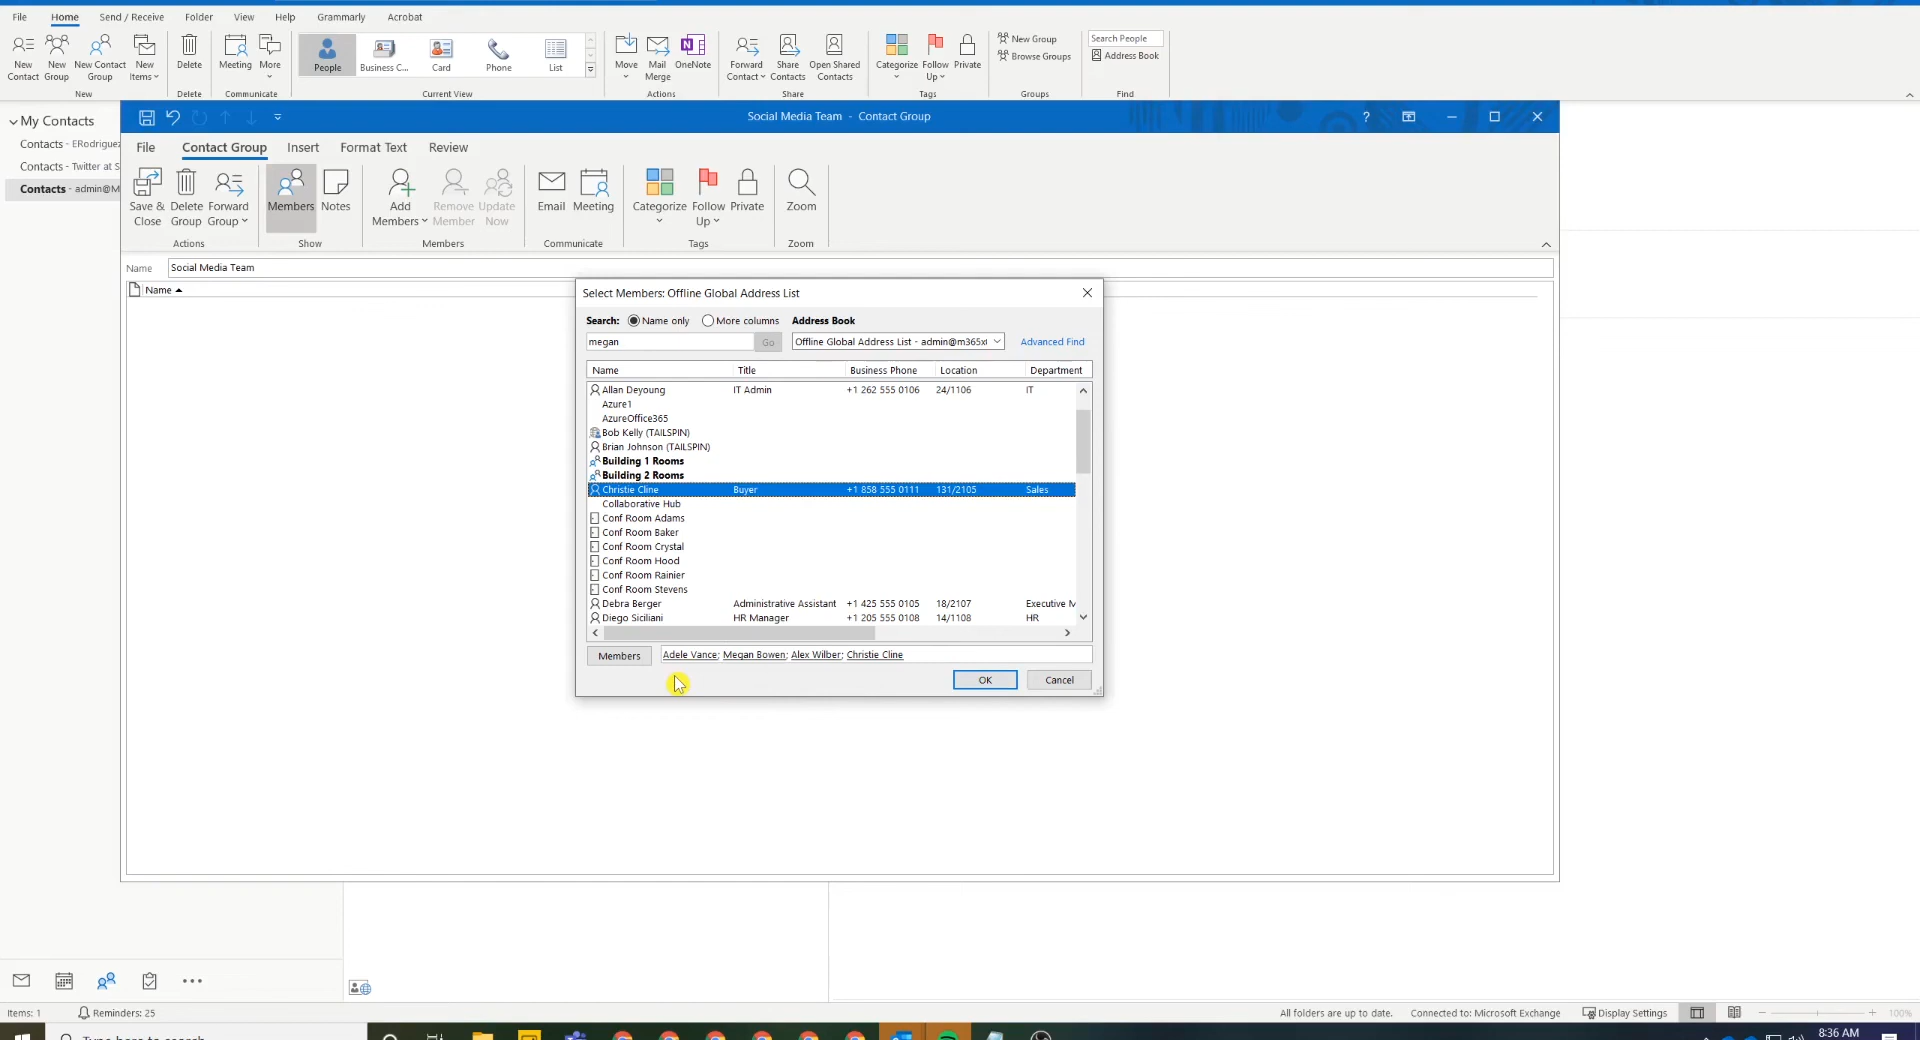 File Home Send / Receive Folder View Help Grammarly Acrobat
New Contact New Group New Contact Group New Items Delete Meeting More People Business C... Card Phone List Move Mail Merge OneNote Forward Contact Share Contacts Open Shared Contacts Categorize Follow Up Private New Group Browse Groups Search People Address Book
New Delete Communicate Current View Actions Share Tags Groups Find
My Contacts
Contacts - ERodriguez
Contacts - Twitter at S
Contacts - admin@M
Social Media Team - Contact Group
File Contact Group Insert Format Text Review
Save & Close Delete Group Forward Group Members Notes Add Members Remove Member Update Now Email Meeting Categorize Follow Up Private Zoom
Actions Show Members Communicate Tags Zoom
Name Social Media Team
Name
Select Members: Offline Global Address List
Search: Name only More columns Address Book
megan Go Offline Global Address List - admin@m365x Advanced Find
Name Title Business Phone Location Department
Allan Deyoung IT Admin +1 262 555 0106 24/1106 IT
Azure1
AzureOffice365
Bob Kelly (TAILSPIN)
Brian Johnson (TAILSPIN)
Building 1 Rooms
Building 2 Rooms
Christie Cline Buyer +1 858 555 0111 131/2105 Sales
Collaborative Hub
Conf Room Adams
Conf Room Baker
Conf Room Crystal
Conf Room Hood
Conf Room Rainier
Conf Room Stevens
Debra Berger Administrative Assistant +1 425 555 0105 18/2107 Executive M
Diego Siciliani HR Manager +1 205 555 0108 14/1108 HR
Members Adele Vance; Megan Bowen; Alex Wilber; Christie Cline
OK Cancel
Items: 1 Reminders: 25 All folders are up to date. Connected to: Microsoft Exchange Display Settings 100%
Type here to search 8:36 AM